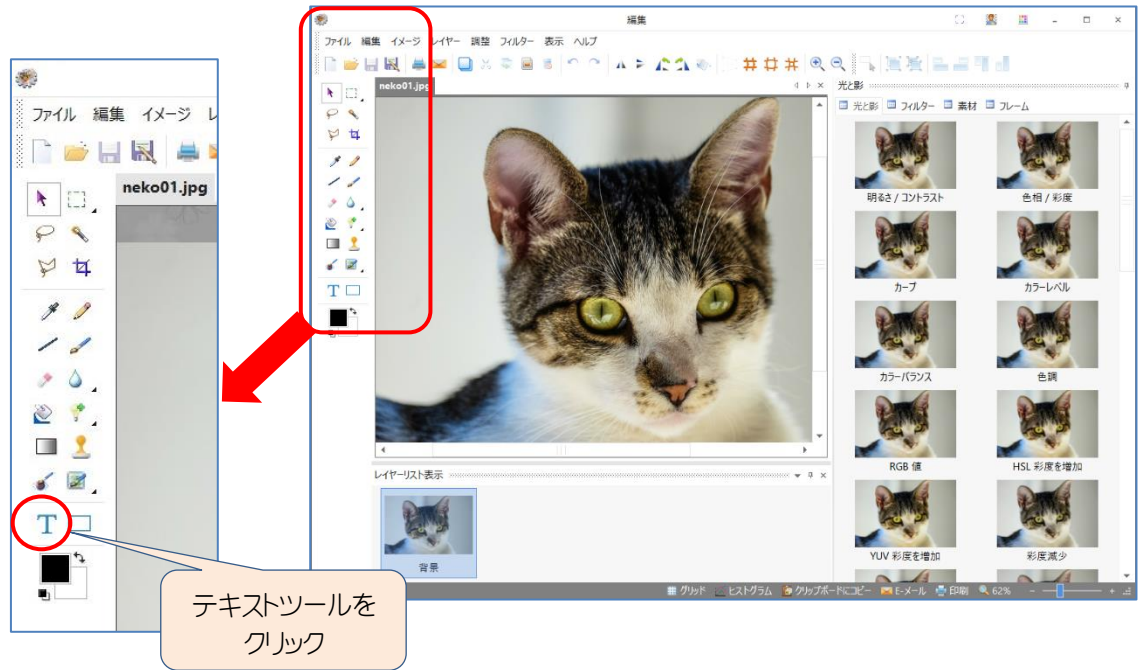 編集
ファイル 編集 イメージ レイヤー 調整 フィルター 表示 ヘルプ
neko01.jpg
光と影
光と影 フィルター 素材 フレーム
明るさ / コントラスト
色相 / 彩度
カーブ
カラーレベル
カラーバランス
色調
RGB 値
HSL 彩度を増加
YUV 彩度を増加
彩度減少
レイヤーリスト表示
背景
グリッド ヒストグラム クリップボードにコピー E-メール 印刷 62%
ファイル 編集 イメージ レ
neko01.jpg
T
テキストツールを
クリック